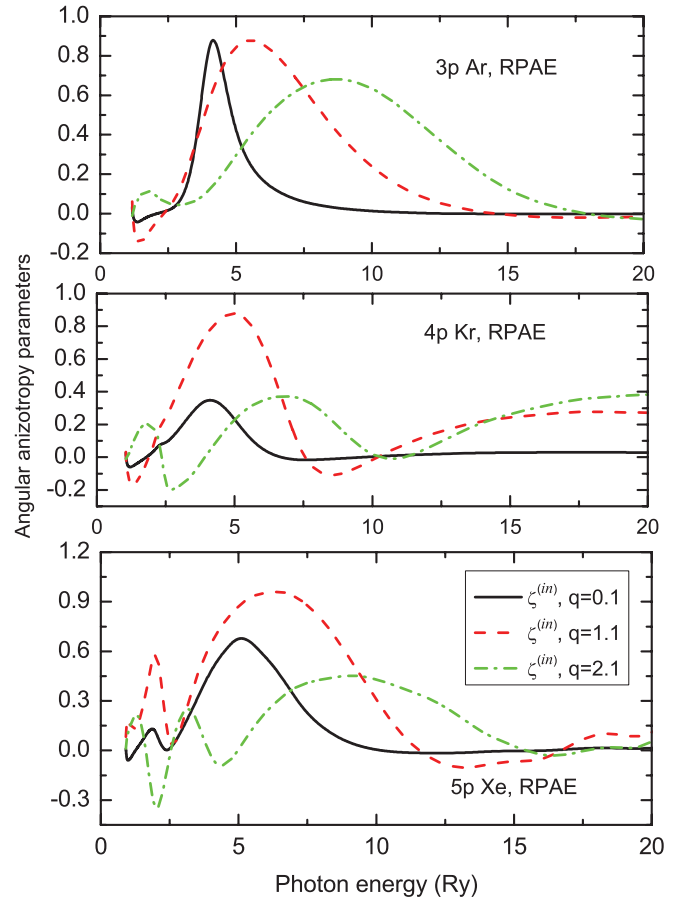 1.0
0.8
0.6
0.4
0.2
0.0
-0.2
3p Ar, RPAE
0 5 10 15 20
1.0
0.8
0.6
0.4
0.2
0.0
-0.2
4p Kr, RPAE
0 5 10 15 20
Angular anizotropy parameters
1.2
0.9
0.6
0.3
0.0
-0.3
ζ(in), q=0.1
ζ(in), q=1.1
ζ(in), q=2.1
5p Xe, RPAE
0 5 10 15 20
Photon energy (Ry)